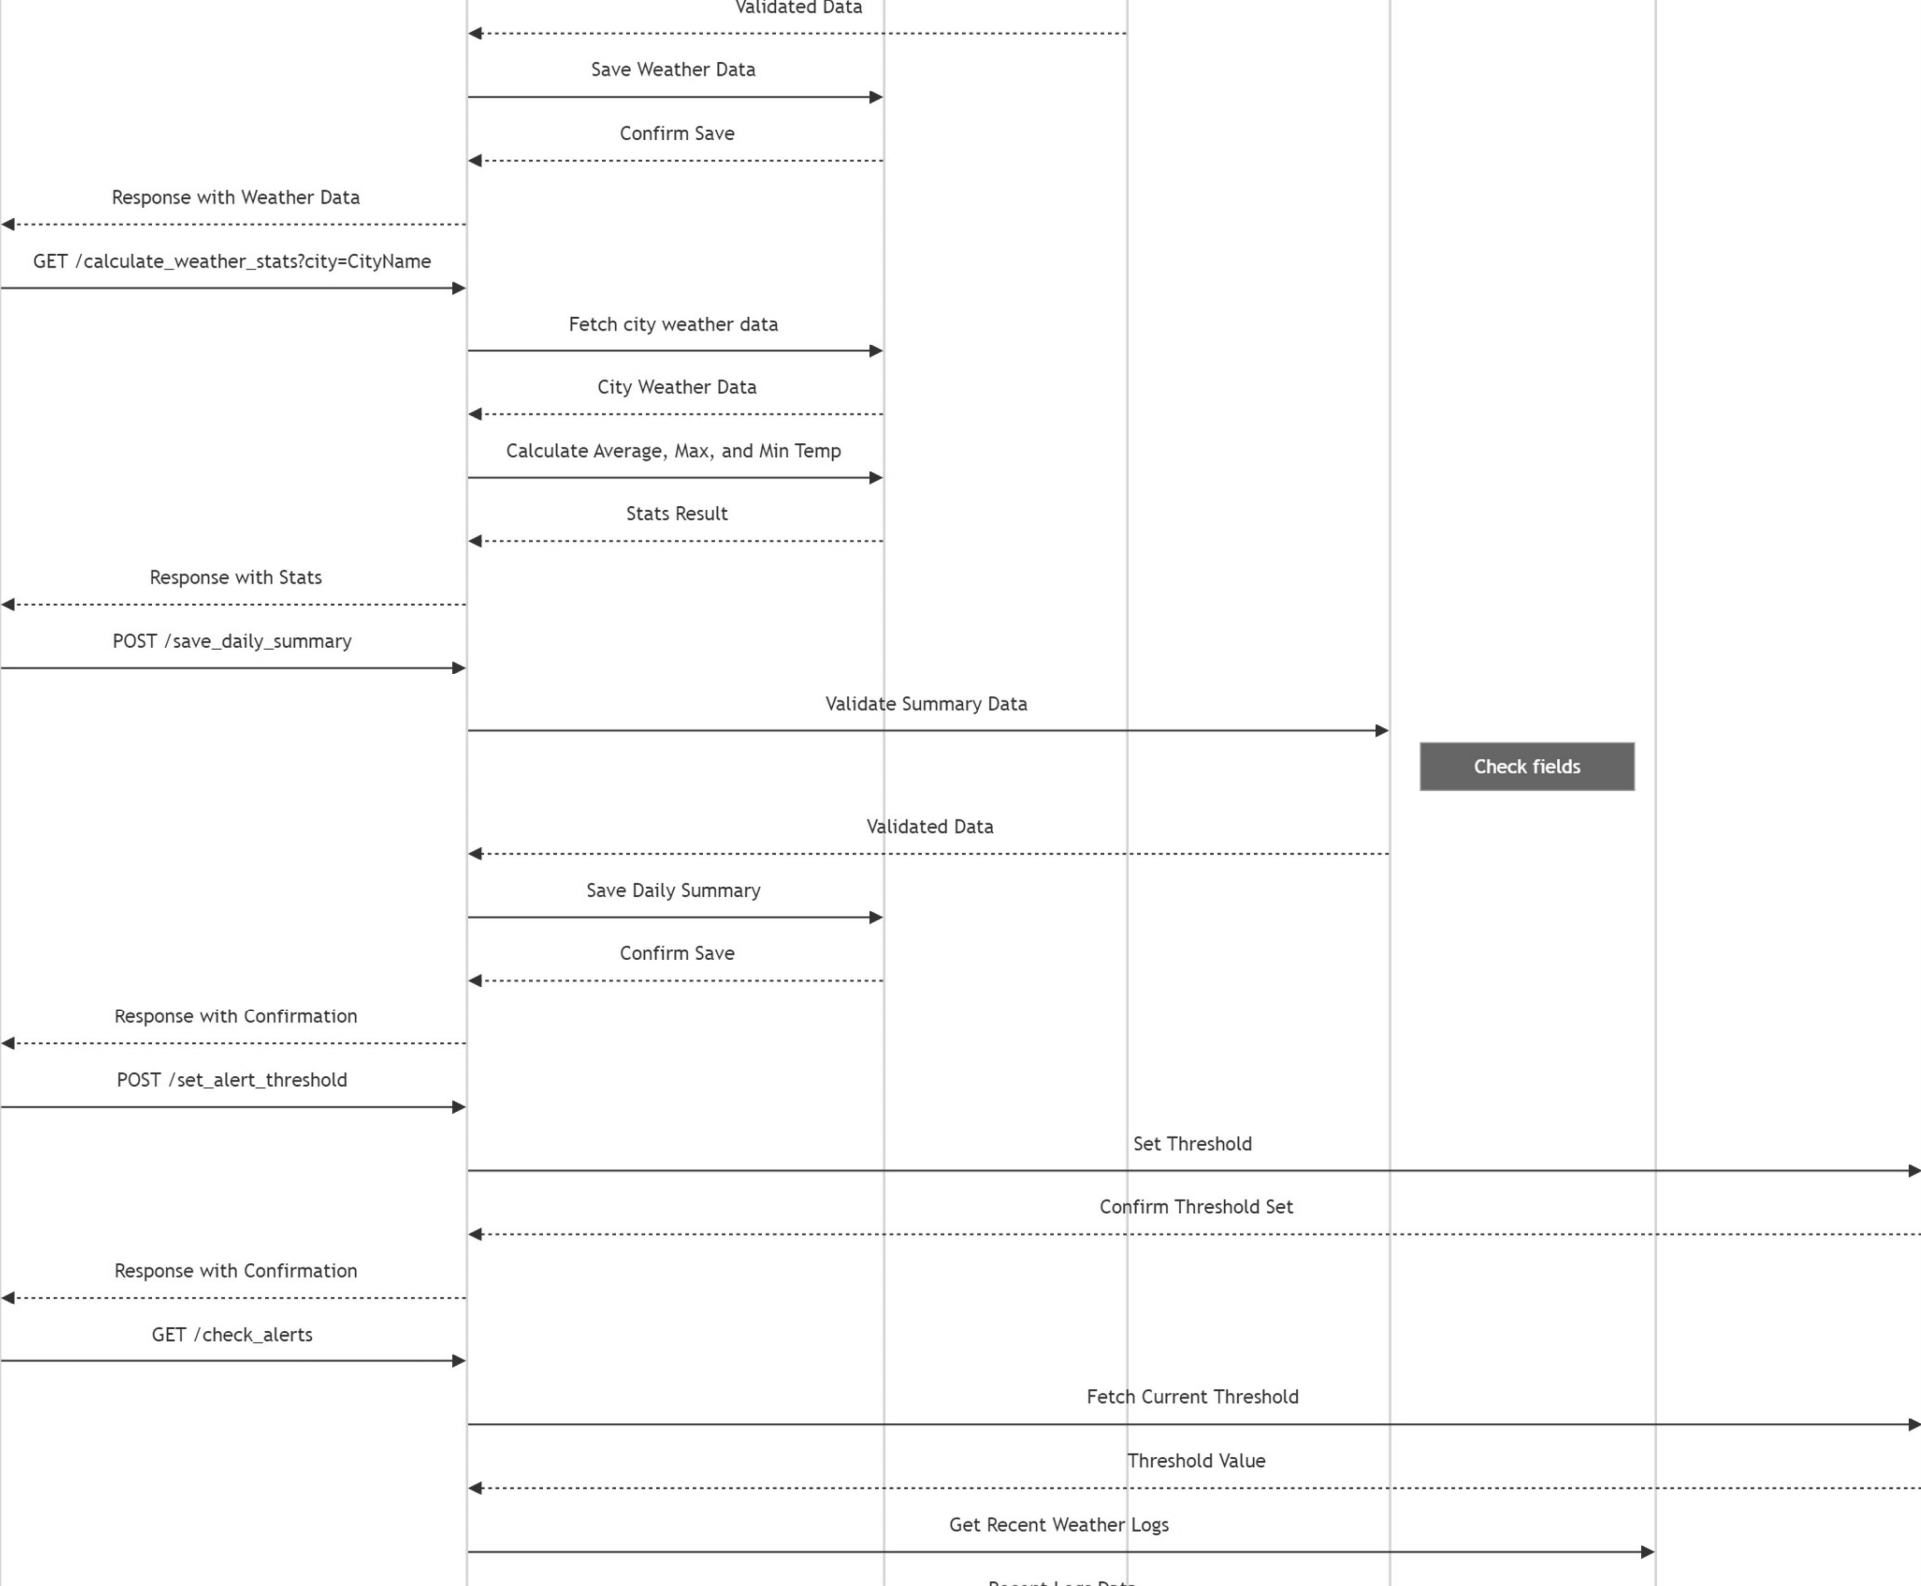 Validated Data
Save Weather Data
Confirm Save
Response with Weather Data
GET /calculate_weather_stats?city=CityName
Fetch city weather data
City Weather Data
Calculate Average, Max, and Min Temp
Stats Result
Response with Stats
POST /save_daily_summary
Validate Summary Data
Check fields
Validated Data
Save Daily Summary
Confirm Save
Response with Confirmation
POST /set_alert_threshold
Set Threshold
Confirm Threshold Set
Response with Confirmation
GET /check_alerts
Fetch Current Threshold
Threshold Value
Get Recent Weather Logs
Recent Logs Data